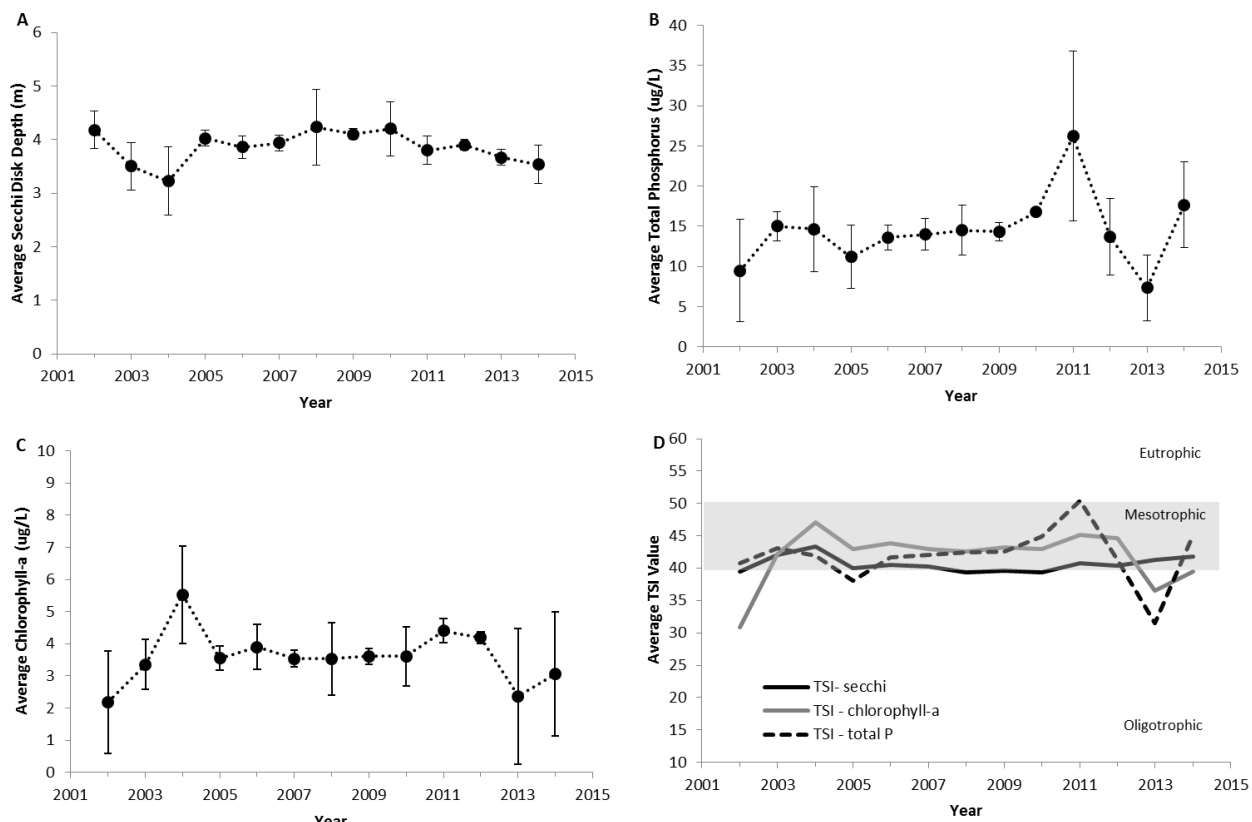 A
Average Secchi Disk Depth (m)
6
5
4
3
2
1
0
2001 2003 2005 2007 2009 2011 2013 2015
Year
B
Average Total Phosphorus (ug/L)
40
35
30
25
20
15
10
5
0
2001 2003 2005 2007 2009 2011 2013 2015
Year
C
Average Chlorophyll-a (ug/L)
10
9
8
7
6
5
4
3
2
1
0
2001 2003 2005 2007 2009 2011 2013 2015
Year
D
Average TSI Value
60
55
50
45
40
35
30
25
20
15
10
Eutrophic
Mesotrophic
Oligotrophic
TSI- secchi
TSI - chlorophyll-a
TSI - total P
2001 2003 2005 2007 2009 2011 2013 2015
Year